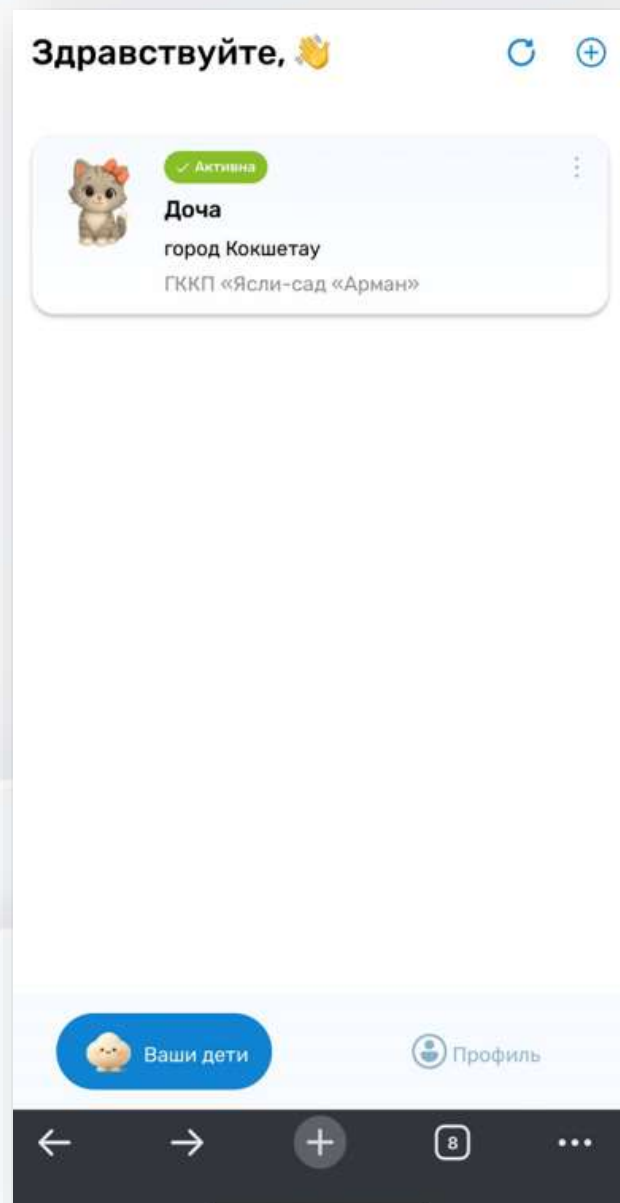 Здравствуйте, 👋
✓ Активна
Доча
город Кокшетау
ГККП «Ясли-сад «Арман»
Ваши дети
Профиль
8